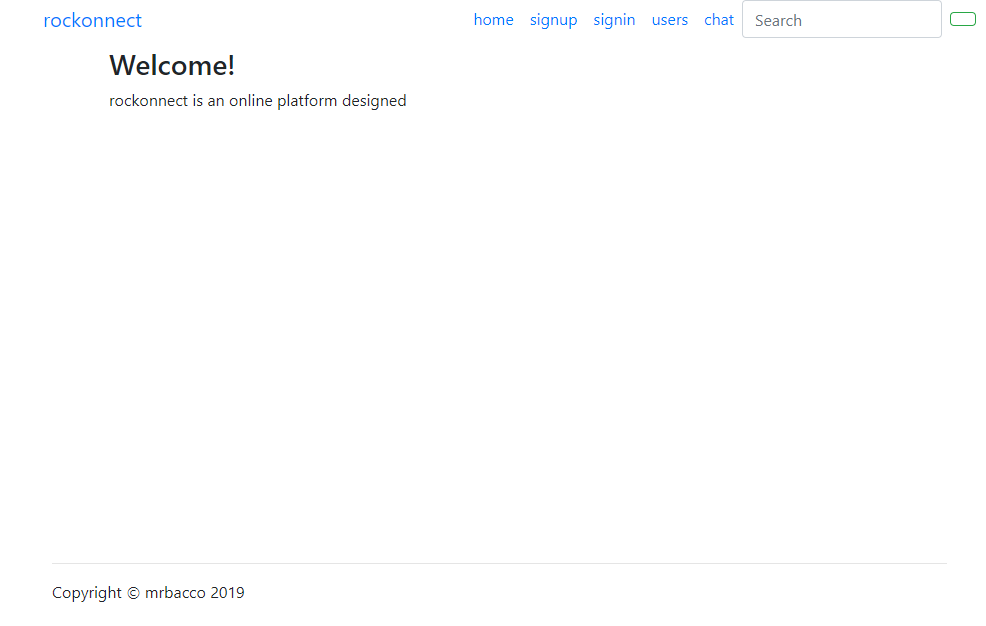 rockonnect home signup signin users chat Search
Welcome!
rockonnect is an online platform designed
Copyright © mrbacco 2019